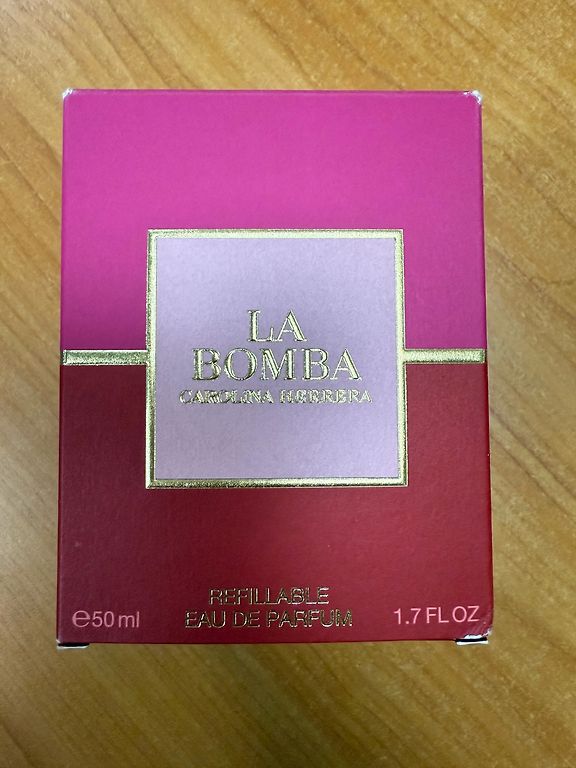 LA
BOMBA
CAROLINA HERRERA
REFILLABLE
℮50 ml EAU DE PARFUM 1.7 FL OZ